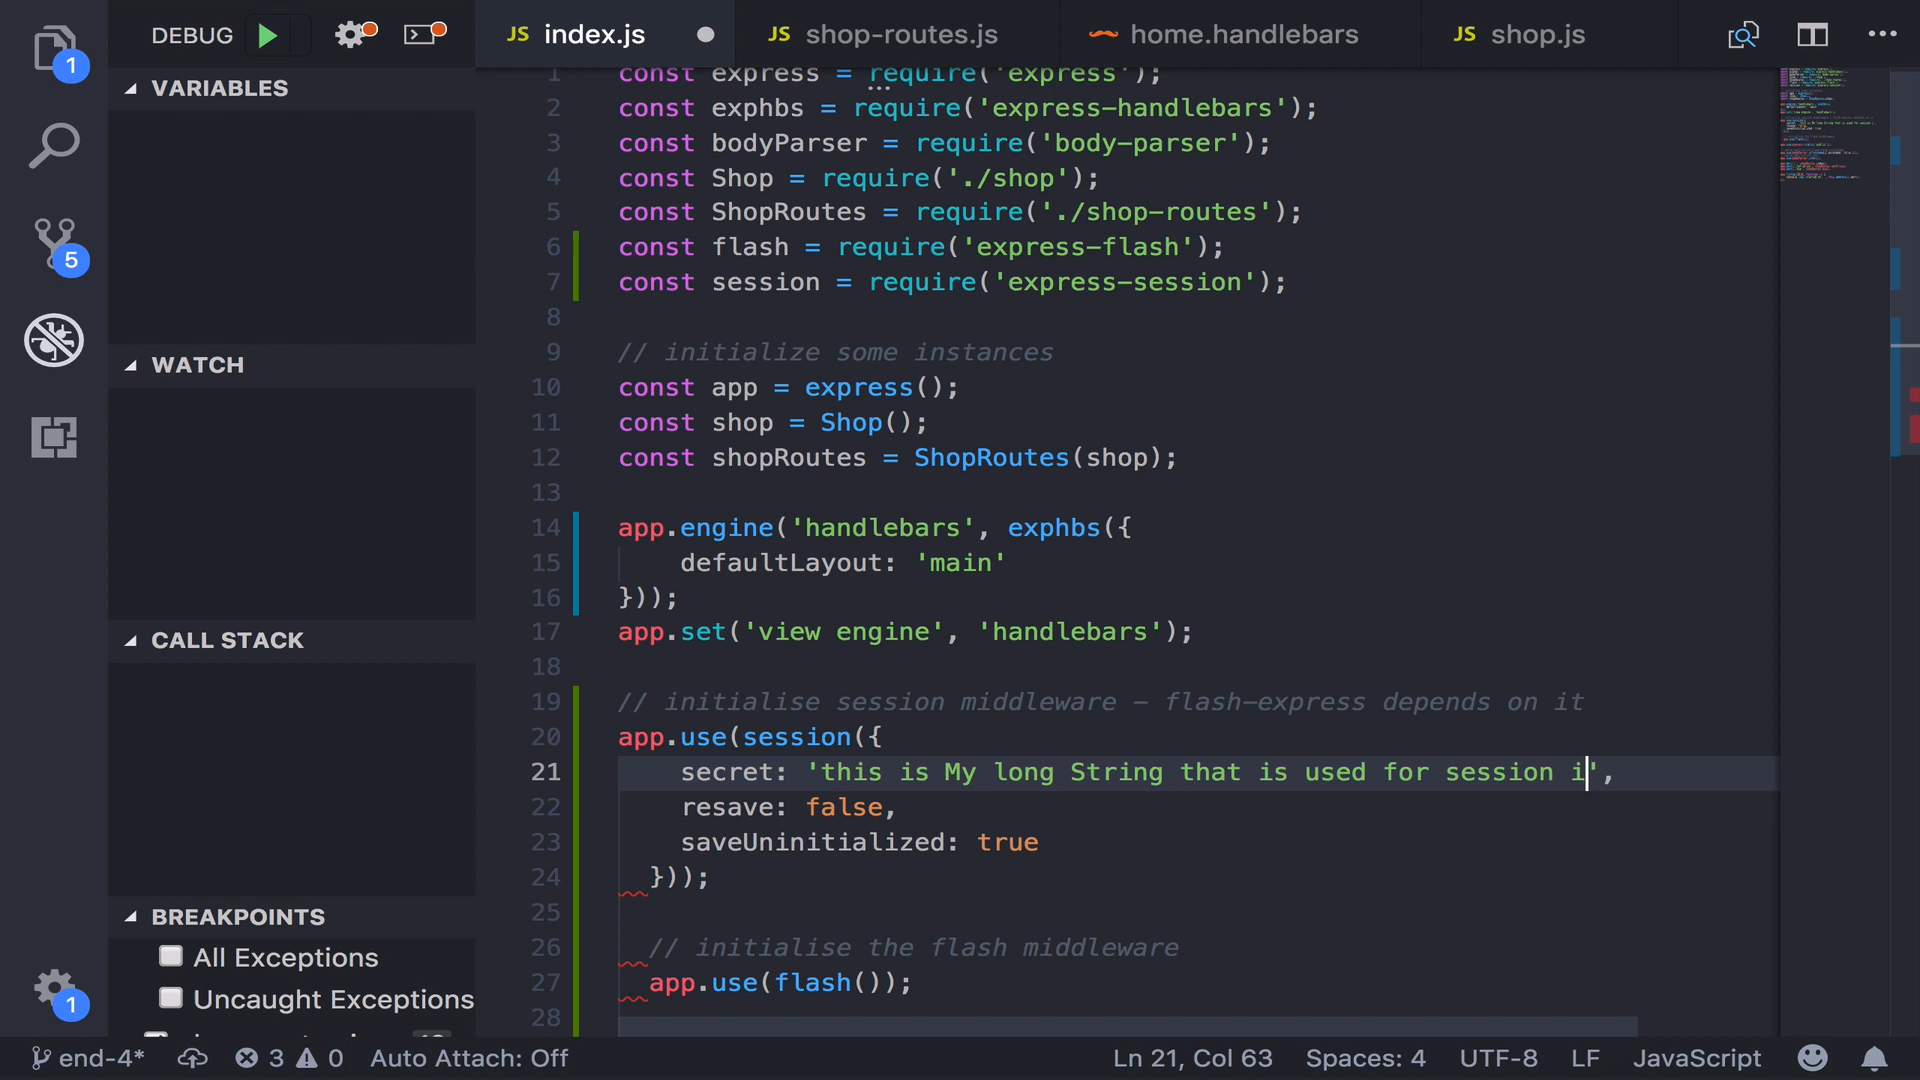 DEBUG
JS index.js
JS shop-routes.js
home.handlebars
JS shop.js
1
5
1
VARIABLES
WATCH
CALL STACK
BREAKPOINTS
All Exceptions
Uncaught Exceptions
1 const express = require('express');
2 const exphbs = require('express-handlebars');
3 const bodyParser = require('body-parser');
4 const Shop = require('./shop');
5 const ShopRoutes = require('./shop-routes');
6 const flash = require('express-flash');
7 const session = require('express-session');
8
9 // initialize some instances
10 const app = express();
11 const shop = Shop();
12 const shopRoutes = ShopRoutes(shop);
13
14 app.engine('handlebars', exphbs({
15 defaultLayout: 'main'
16 }));
17 app.set('view engine', 'handlebars');
18
19 // initialise session middleware - flash-express depends on it
20 app.use(session({
21 secret: 'this is My long String that is used for session i',
22 resave: false,
23 saveUninitialized: true
24 }));
25
26 // initialise the flash middleware
27 app.use(flash());
28
end-4* 3 0 Auto Attach: Off Ln 21, Col 63 Spaces: 4 UTF-8 LF JavaScript